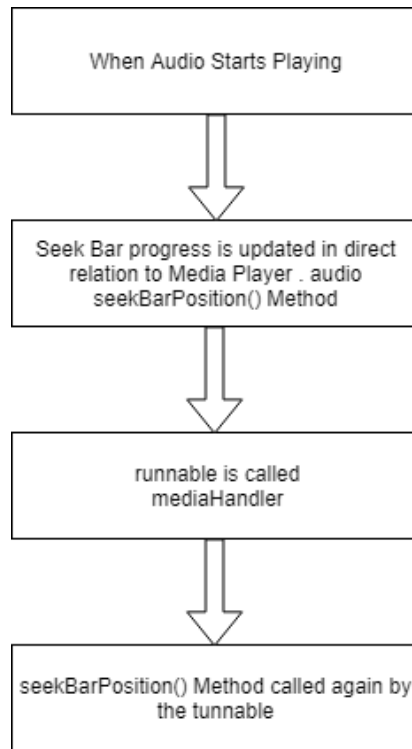 When Audio Starts Playing
Seek Bar progress is updated in direct
relation to Media Player . audio
seekBarPosition() Method
runnable is called
mediaHandler
seekBarPosition() Method called again by
the tunnable